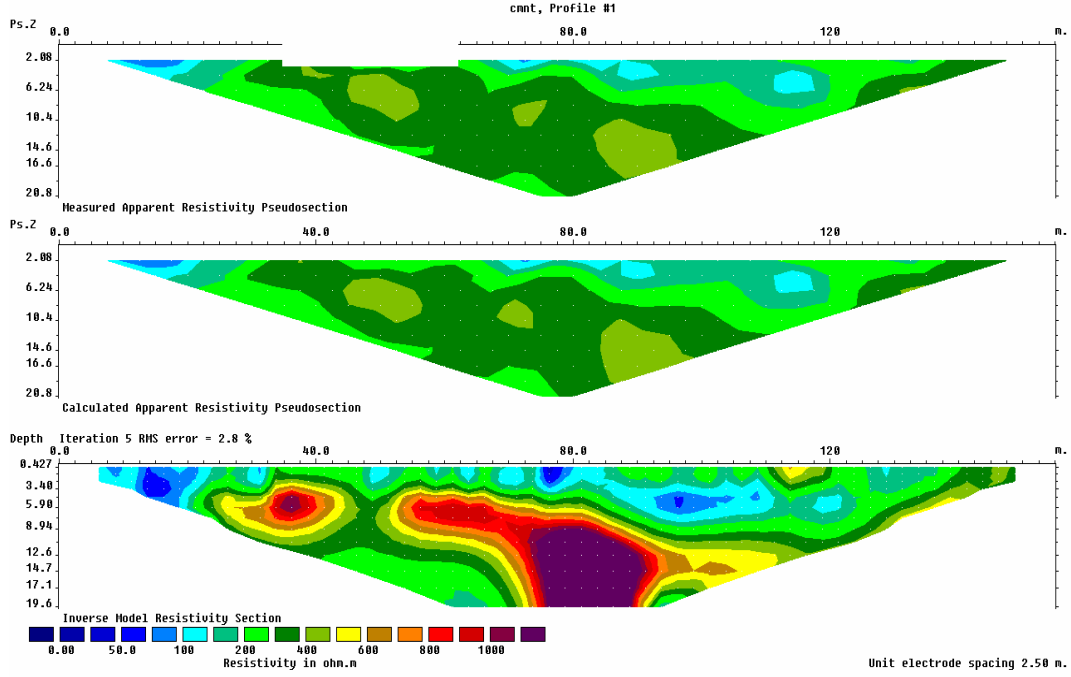 cmnt, Profile #1
Ps.Z 0.0 80.0 120 m.
2.08
6.24
10.4
14.6
16.6
20.8
Measured Apparent Resistivity Pseudosection
Ps.Z 0.0 40.0 80.0 120 m.
2.08
6.24
10.4
14.6
16.6
20.8
Calculated Apparent Resistivity Pseudosection
Depth Iteration 5 RMS error = 2.8 %
0.0 40.0 80.0 120 m.
0.427
3.40
5.90
8.94
12.6
14.7
17.1
19.6
Inverse Model Resistivity Section
0.00 50.0 100 200 400 600 800 1000
Resistivity in ohm.m
Unit electrode spacing 2.50 m.